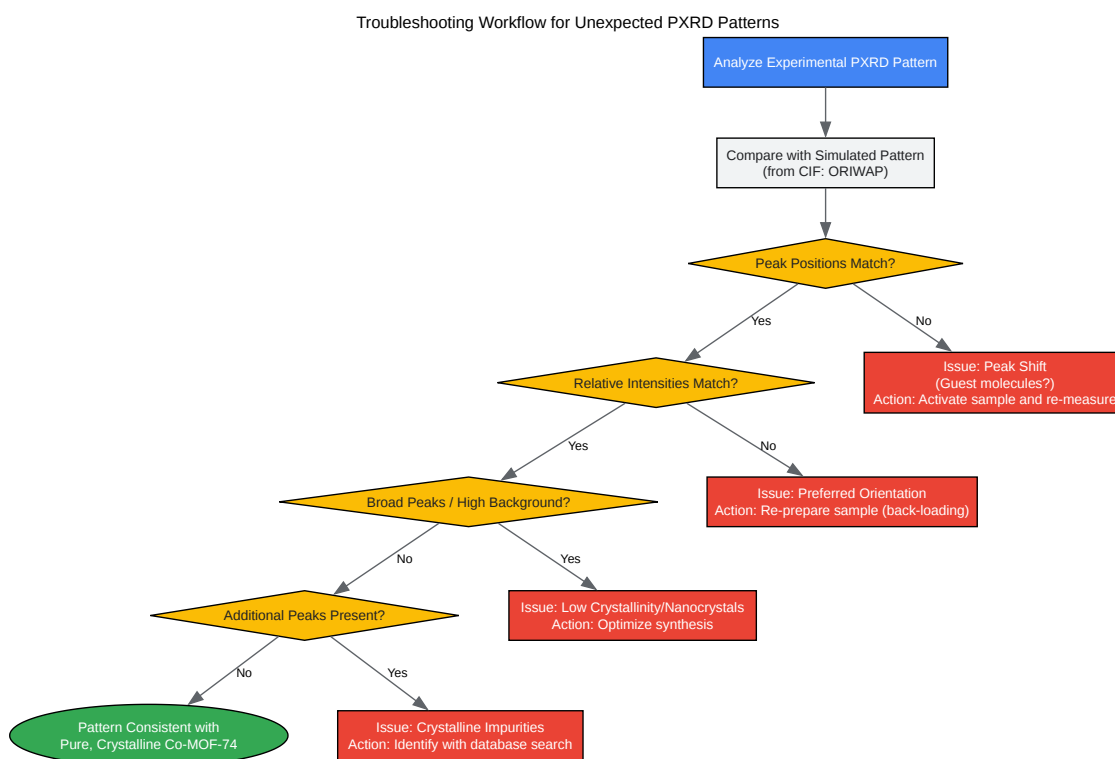 Troubleshooting Workflow for Unexpected PXRD Patterns
Analyze Experimental PXRD Pattern
Compare with Simulated Pattern
(from CIF: ORIWAP)
Peak Positions Match?
Yes
No
Issue: Peak Shift
(Guest molecules?)
Action: Activate sample and re-measure
Relative Intensities Match?
Yes
No
Issue: Preferred Orientation
Action: Re-prepare sample (back-loading)
Broad Peaks / High Background?
No
Yes
Issue: Low Crystallinity/Nanocrystals
Action: Optimize synthesis
Additional Peaks Present?
No
Yes
Pattern Consistent with
Pure, Crystalline Co-MOF-74
Issue: Crystalline Impurities
Action: Identify with database search